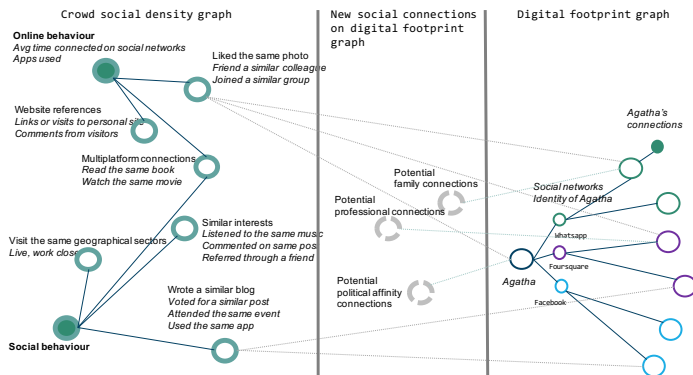 Crowd social density graph
New social connections
on digital footprint
graph
Digital footprint graph
Online behaviour
Avg time connected on social networks
Apps used
Liked the same photo
Friend a similar colleague
Joined a similar group
Website references
Links or visits to personal site
Comments from visitors
Multiplatform connections
Read the same book
Watch the same movie
Similar interests
Listened to the same music
Commented on same pos
Referred through a friend
Visit the same geographical sectors
Live, work close
Wrote a similar blog
Voted for a similar post
Attended the same event
Used the same app
Social behaviour
Potential
family connections
Potential
professional connections
Potential
political affinity
connections
Agatha's
connections
Social networks
Identity of Agatha
Whatsapp
Foursquare
Agatha
Facebook